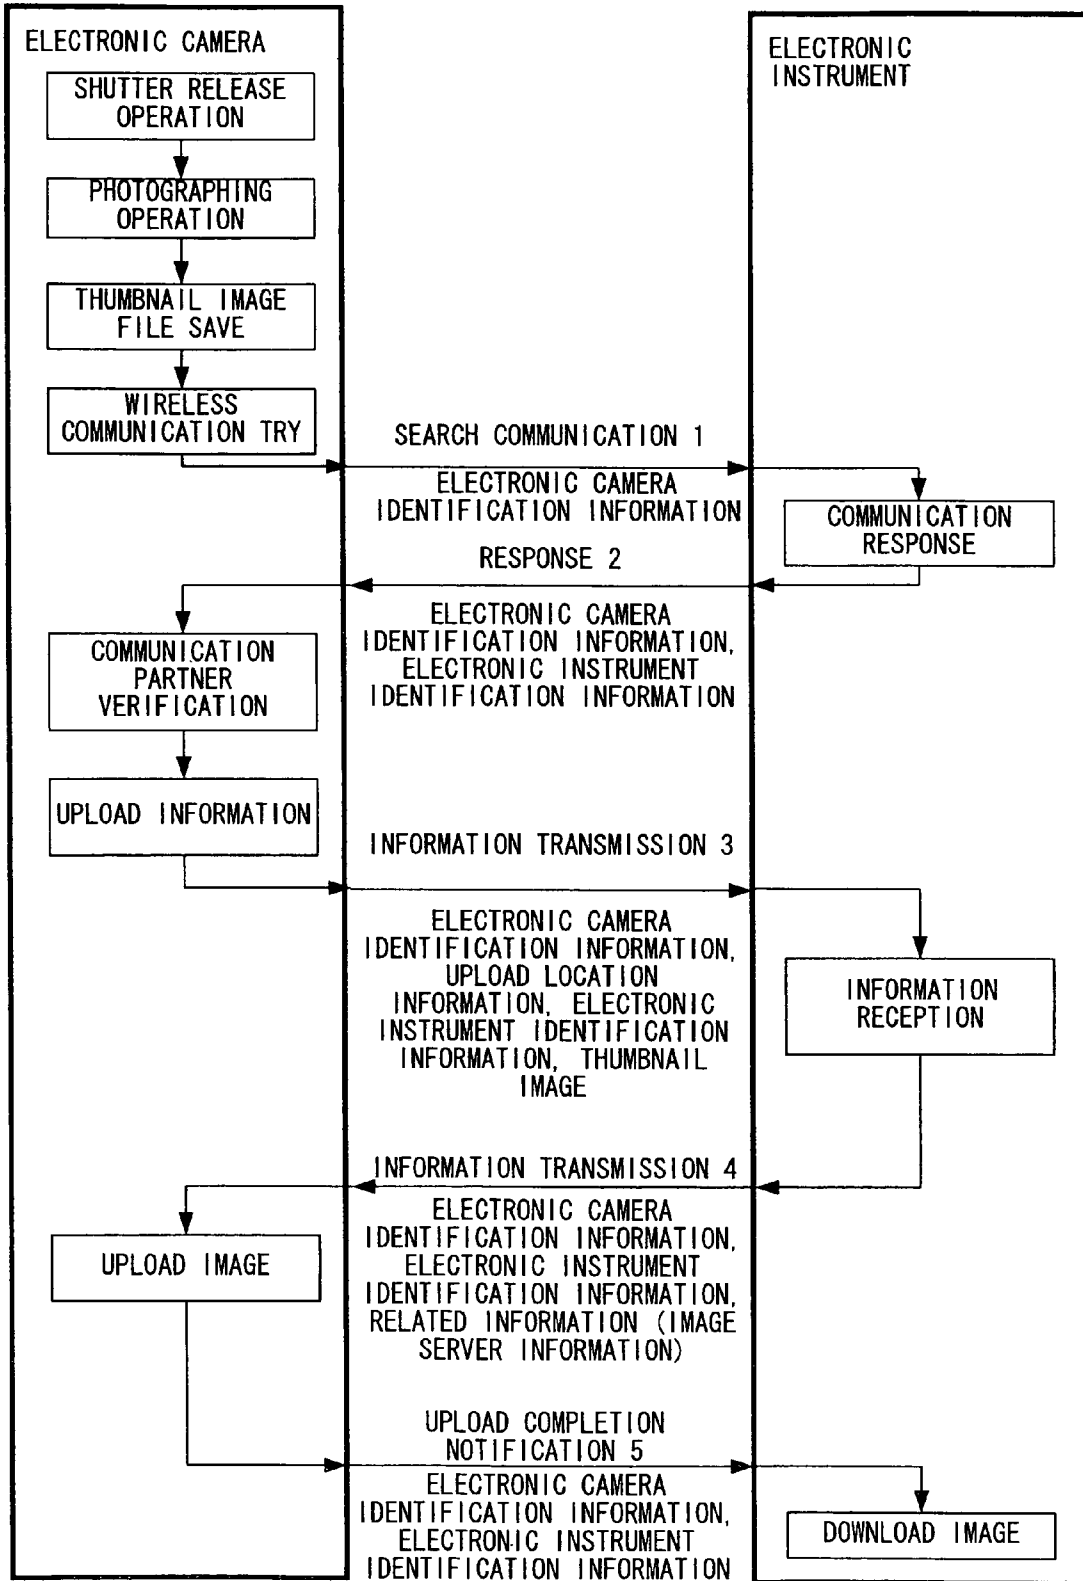 ELECTRONIC CAMERA
SHUTTER RELEASE
OPERATION
PHOTOGRAPHING
OPERATION
THUMBNAIL IMAGE
FILE SAVE
WIRELESS
COMMUNICATION TRY
ELECTRONIC
INSTRUMENT
SEARCH COMMUNICATION 1
ELECTRONIC CAMERA
IDENTIFICATION INFORMATION
COMMUNICATION
RESPONSE
RESPONSE 2
ELECTRONIC CAMERA
IDENTIFICATION INFORMATION,
ELECTRONIC INSTRUMENT
IDENTIFICATION INFORMATION
COMMUNICATION
PARTNER
VERIFICATION
UPLOAD INFORMATION
INFORMATION TRANSMISSION 3
ELECTRONIC CAMERA
IDENTIFICATION INFORMATION,
UPLOAD LOCATION
INFORMATION, ELECTRONIC
INSTRUMENT IDENTIFICATION
INFORMATION, THUMBNAIL
IMAGE
INFORMATION
RECEPTION
INFORMATION TRANSMISSION 4
ELECTRONIC CAMERA
IDENTIFICATION INFORMATION,
ELECTRONIC INSTRUMENT
IDENTIFICATION INFORMATION,
RELATED INFORMATION (IMAGE
SERVER INFORMATION)
UPLOAD IMAGE
UPLOAD COMPLETION
NOTIFICATION 5
ELECTRONIC CAMERA
IDENTIFICATION INFORMATION,
ELECTRONIC INSTRUMENT
IDENTIFICATION INFORMATION
DOWNLOAD IMAGE